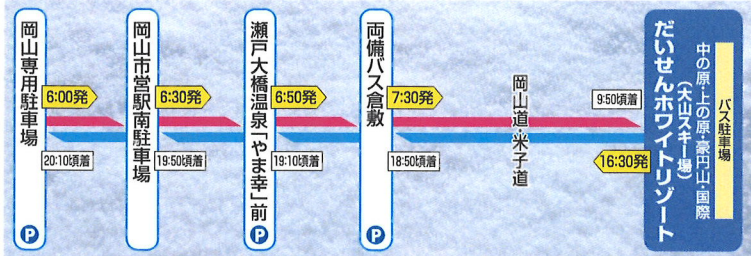 岡山専用駐車場
6:00発
20:10頃着
P
岡山市営駅南駐車場
6:30発
19:50頃着
瀬戸大橋温泉「やま幸」前
6:50発
19:10頃着
P
両備バス倉敷
7:30発
18:50頃着
P
岡山道・米子道
9:50頃着
16:30発
だいせんホワイトリゾート
(大山スキー場)
中の原・上の原・豪円山・国際
バス駐車場